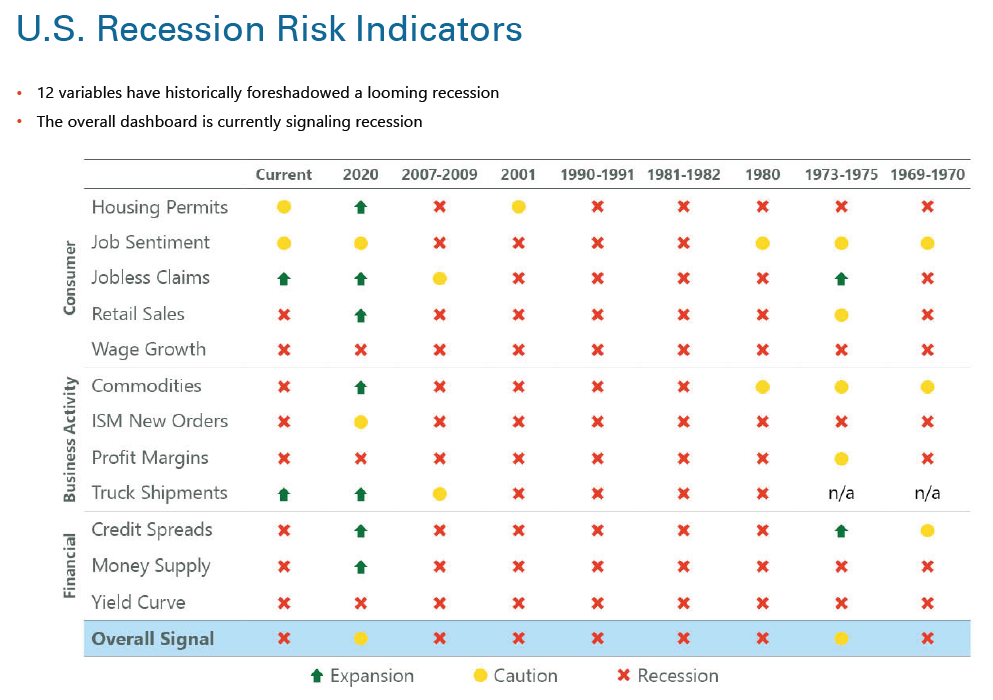 U.S. Recession Risk Indicators
• 12 variables have historically foreshadowed a looming recession
• The overall dashboard is currently signaling recession
Current 2020 2007-2009 2001 1990-1991 1981-1982 1980 1973-1975 1969-1970
Consumer
Housing Permits
Job Sentiment
Jobless Claims
Retail Sales
Wage Growth
Business Activity
Commodities
ISM New Orders
Profit Margins
Truck Shipments n/a n/a
Financial
Credit Spreads
Money Supply
Yield Curve
Overall Signal
Expansion Caution Recession